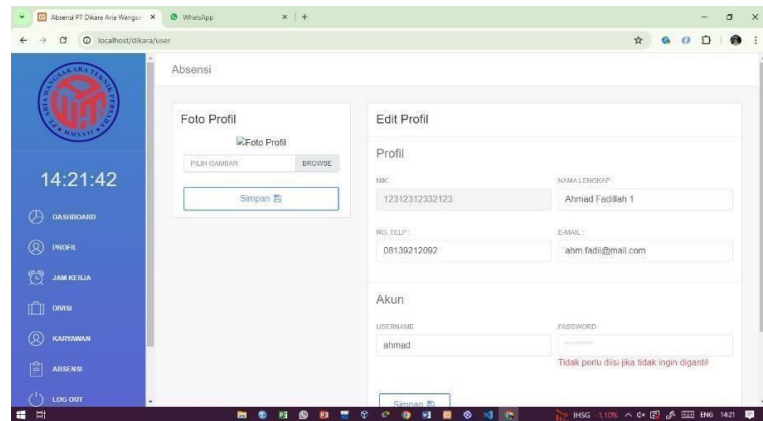 Absensi PT Dikara Aria Wangs
WhatsApp
localhost/dikara/user
Absensi
14:21:42
DASHBOARD
PROFIL
JAM KERJA
DIVISI
KARYAWAN
ABSENSI
LOG OUT
Foto Profil
Foto Profil
PILIH GAMBAR
BROWSE
Simpan
Edit Profil
Profil
NIK :
NAMA LENGKAP :
12312312332123
Ahmad Fadillah 1
NO. TELP :
E-MAIL :
08139212092
ahm.fadil@mail.com
Akun
USERNAME
PASSWORD
ahmad
********
Tidak perlu diisi jika tidak ingin diganti!
Simpan
IHSG -1,10%
ENG
1421